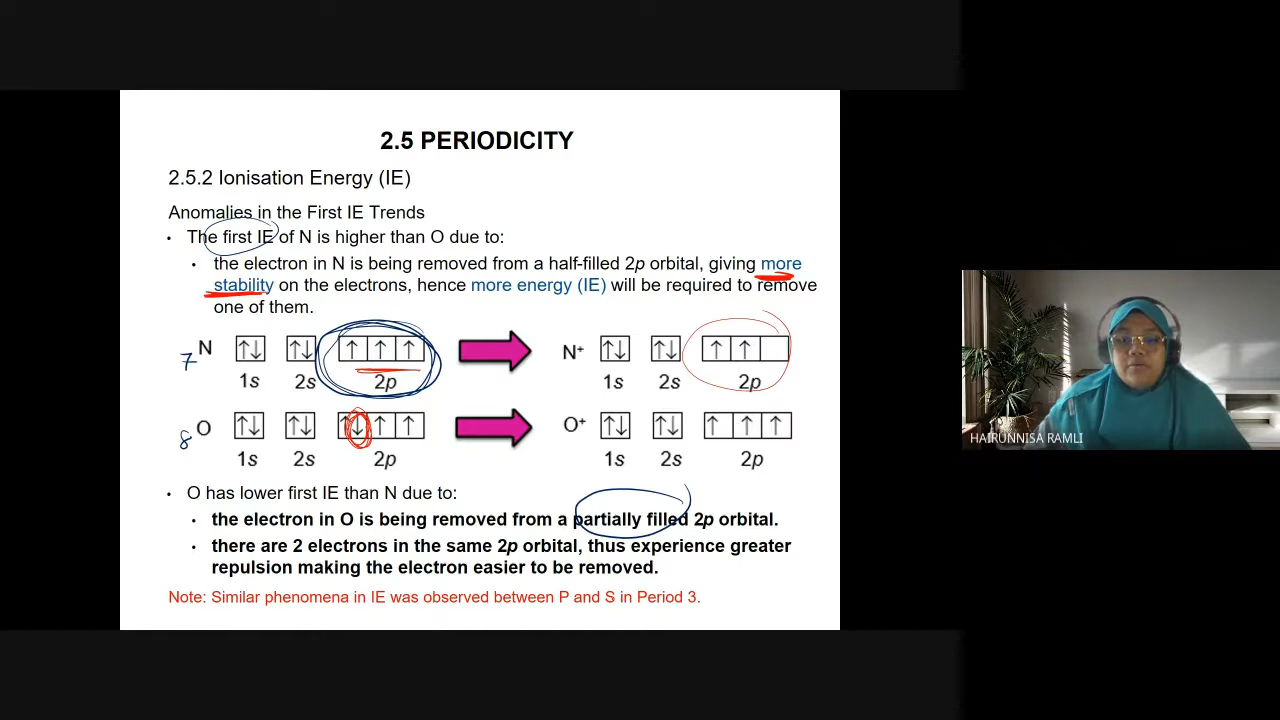 2.5 PERIODICITY
2.5.2 Ionisation Energy (IE)
Anomalies in the First IE Trends
• The first IE of N is higher than O due to:
• the electron in N is being removed from a half-filled 2p orbital, giving more
stability on the electrons, hence more energy (IE) will be required to remove
one of them.
7 N ↑↓ ↑↓ ↑ ↑ ↑ N⁺ ↑↓ ↑↓ ↑ ↑
1s 2s 2p 1s 2s 2p
8 O ↑↓ ↑↓ ↑↓ ↑ ↑ O⁺ ↑↓ ↑↓ ↑ ↑ ↑
1s 2s 2p 1s 2s 2p
HAIRUNNISA RAMLI
• O has lower first IE than N due to:
• the electron in O is being removed from a partially filled 2p orbital.
• there are 2 electrons in the same 2p orbital, thus experience greater
repulsion making the electron easier to be removed.
Note: Similar phenomena in IE was observed between P and S in Period 3.